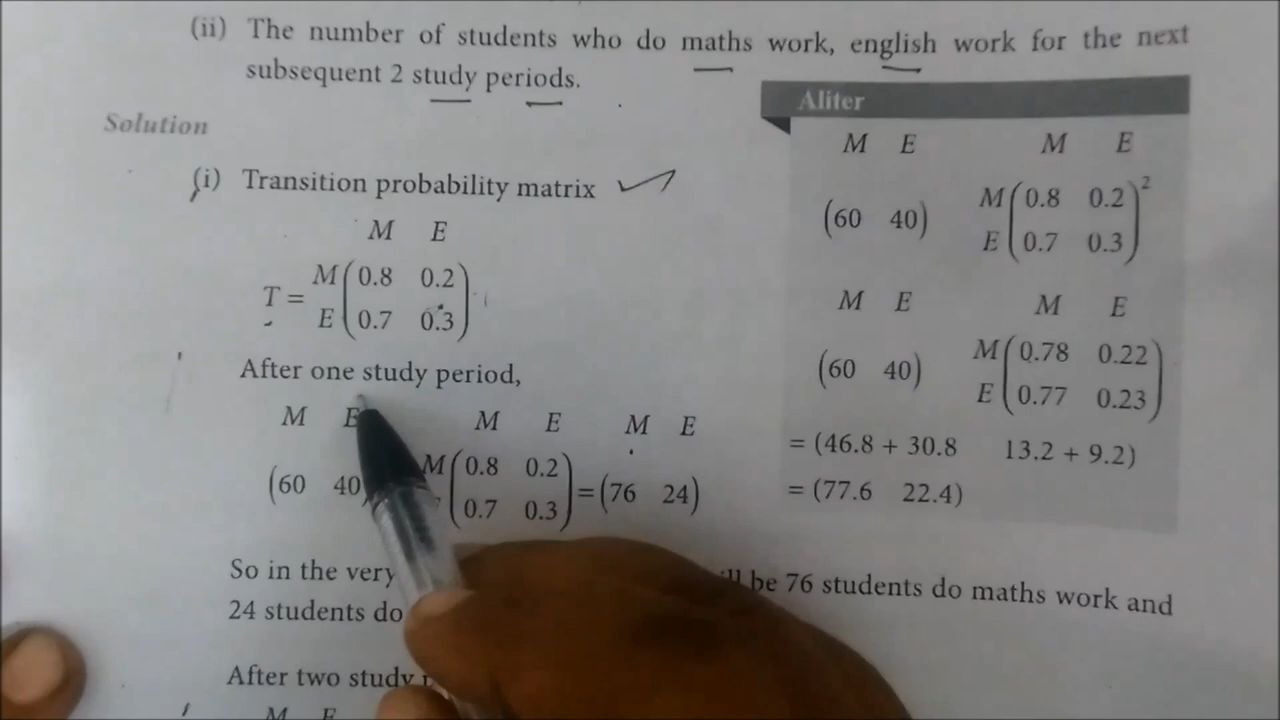 (ii) The number of students who do maths work, english work for the next
subsequent 2 study periods.
Solution
(i) Transition probability matrix
M E
T = M (0.8 0.2)
E (0.7 0.3)
After one study period,
M E M E M E
(60 40) M (0.8 0.2) = (76 24)
(0.7 0.3)
So in the very be 76 students do maths work and
24 students do
After two study
M E
Aliter
M E M E
(60 40) M (0.8 0.2)²
E (0.7 0.3)
M E M E
(60 40) M (0.78 0.22)
E (0.77 0.23)
= (46.8 + 30.8 13.2 + 9.2)
= (77.6 22.4)